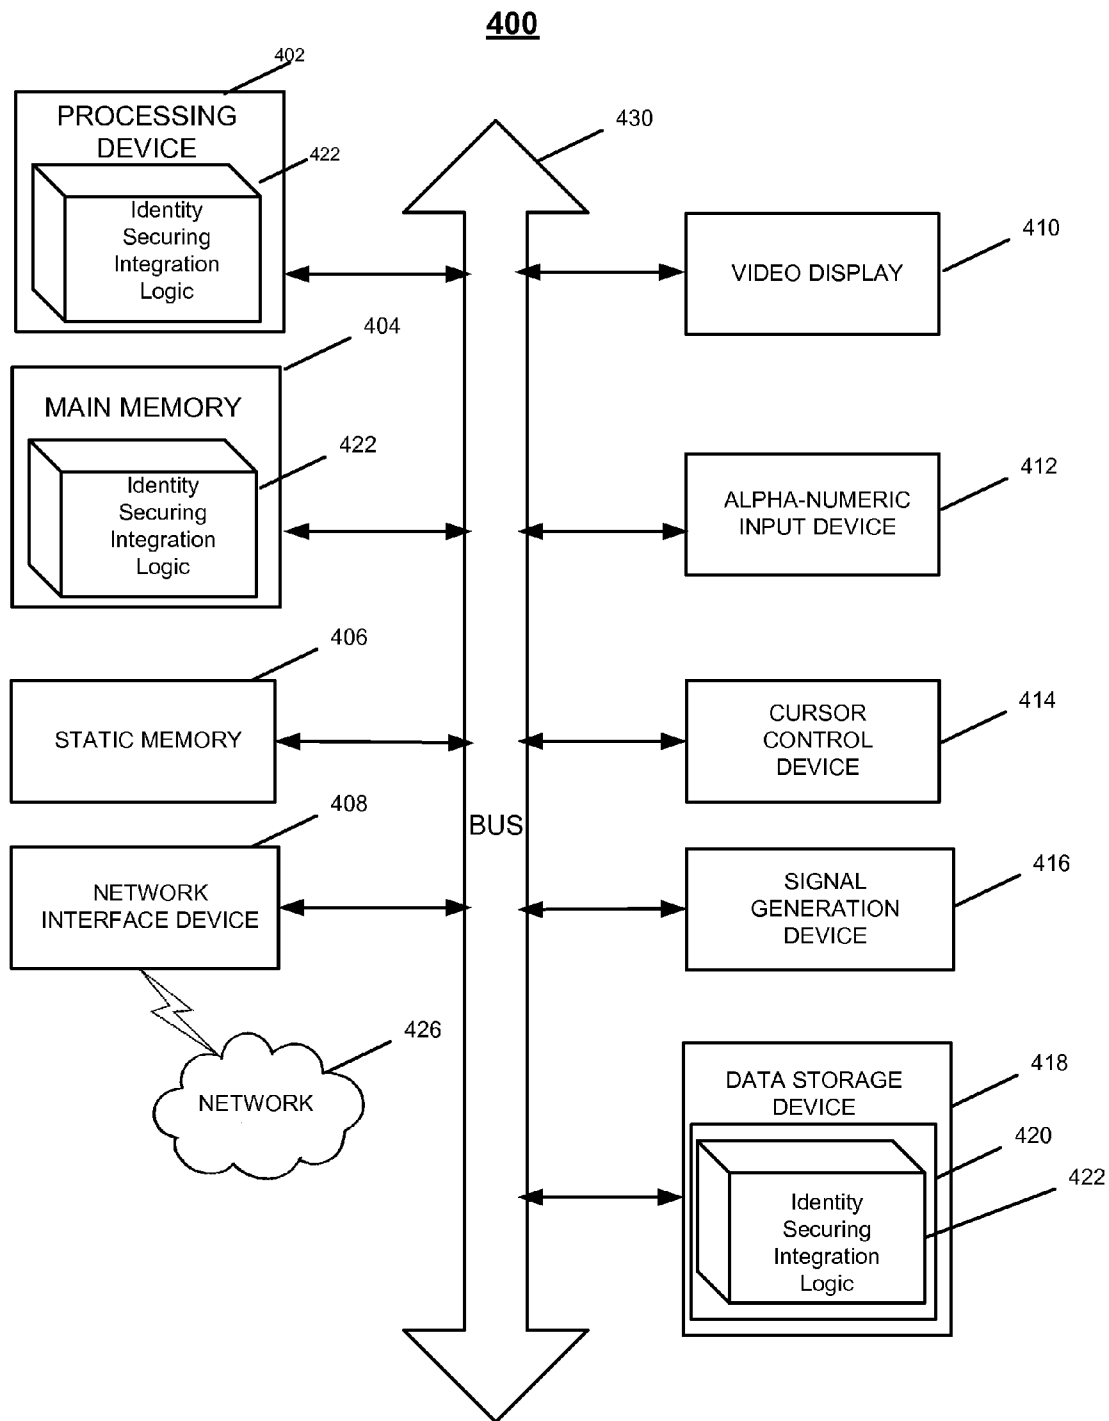 400
402
PROCESSING
DEVICE
422
Identity
Securing
Integration
Logic
430
410
VIDEO DISPLAY
404
MAIN MEMORY
422
Identity
Securing
Integration
Logic
412
ALPHA-NUMERIC
INPUT DEVICE
406
STATIC MEMORY
414
CURSOR
CONTROL
DEVICE
BUS
408
NETWORK
INTERFACE DEVICE
416
SIGNAL
GENERATION
DEVICE
426
NETWORK
418
DATA STORAGE
DEVICE
420
422
Identity
Securing
Integration
Logic